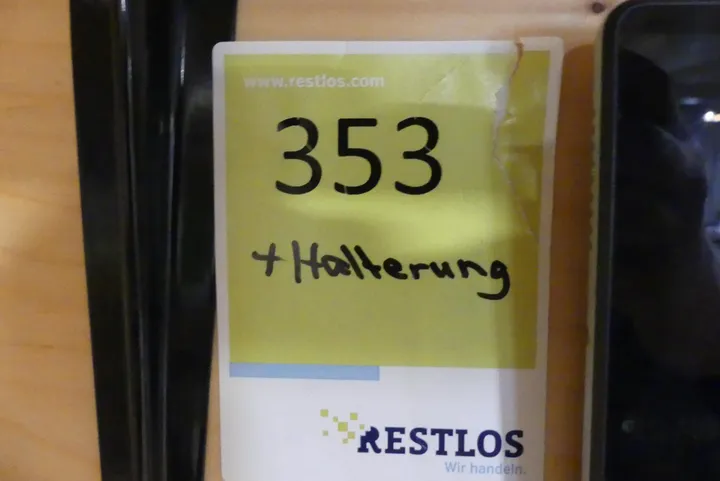 www.restlos.com
353
+ Halterung
RESTLOS
Wir handeln.